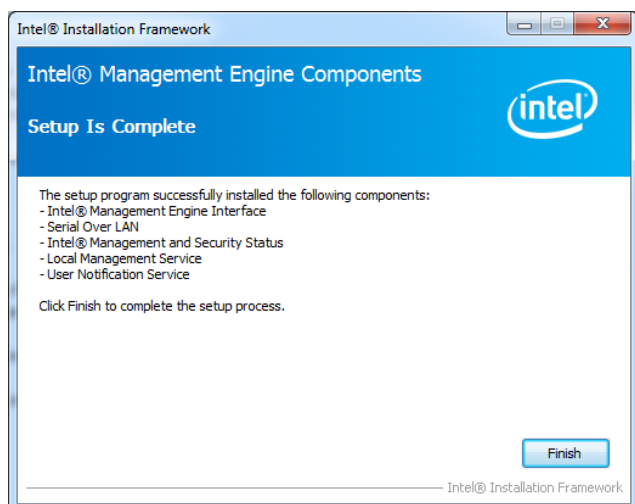 Intel® Installation Framework
Intel® Management Engine Components
Setup Is Complete
(intel)
The setup program successfully installed the following components:
- Intel® Management Engine Interface
- Serial Over LAN
- Intel® Management and Security Status
- Local Management Service
- User Notification Service
Click Finish to complete the setup process.
Finish
Intel® Installation Framework